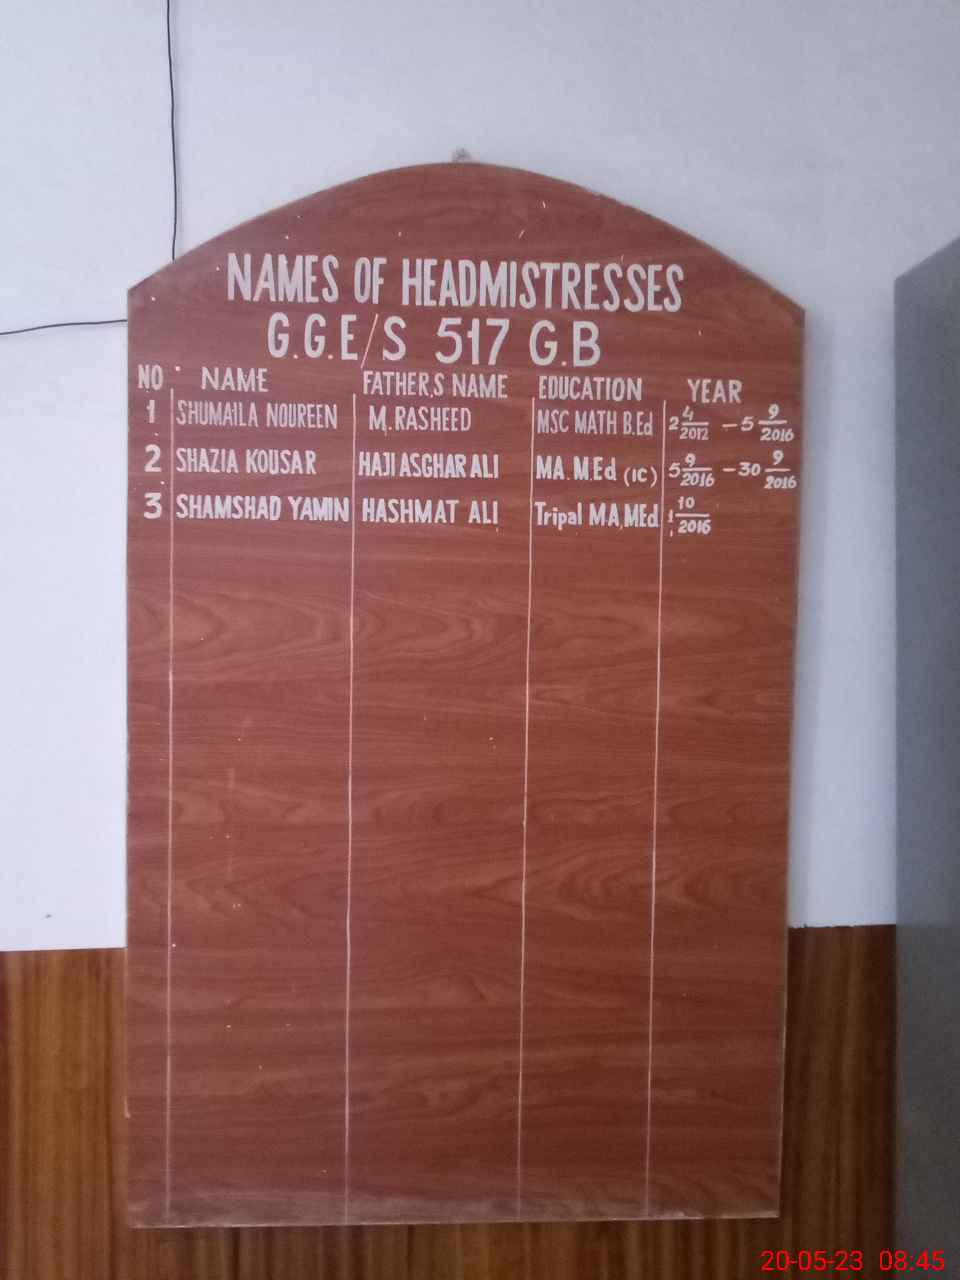 NAMES OF HEADMISTRESSES
G.G.E/S 517 G.B
NO NAME FATHER,S NAME EDUCATION YEAR
1 SHUMAILA NOUREEN M.RASHEED MSC MATH B.Ed 2 4/2012 – 5 9/2016
2 SHAZIA KOUSAR HAJI ASGHAR ALI MA. M.Ed (IC) 5 9/2016 – 30 9/2016
3 SHAMSHAD YAMIN HASHMAT ALI Tripal M.A,MEd 1 10/2016
20-05-23 08:45